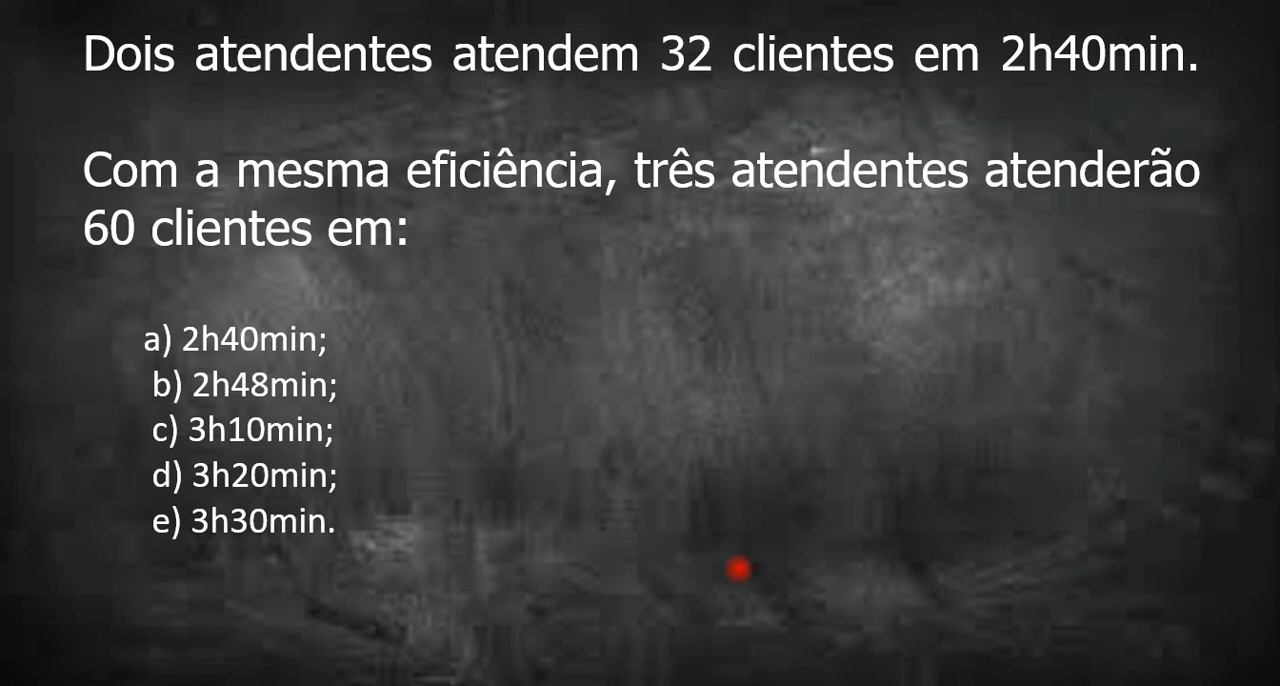 Dois atendentes atendem 32 clientes em 2h40min.
Com a mesma eficiência, três atendentes atenderão
60 clientes em:
a) 2h40min;
b) 2h48min;
c) 3h10min;
d) 3h20min;
e) 3h30min.